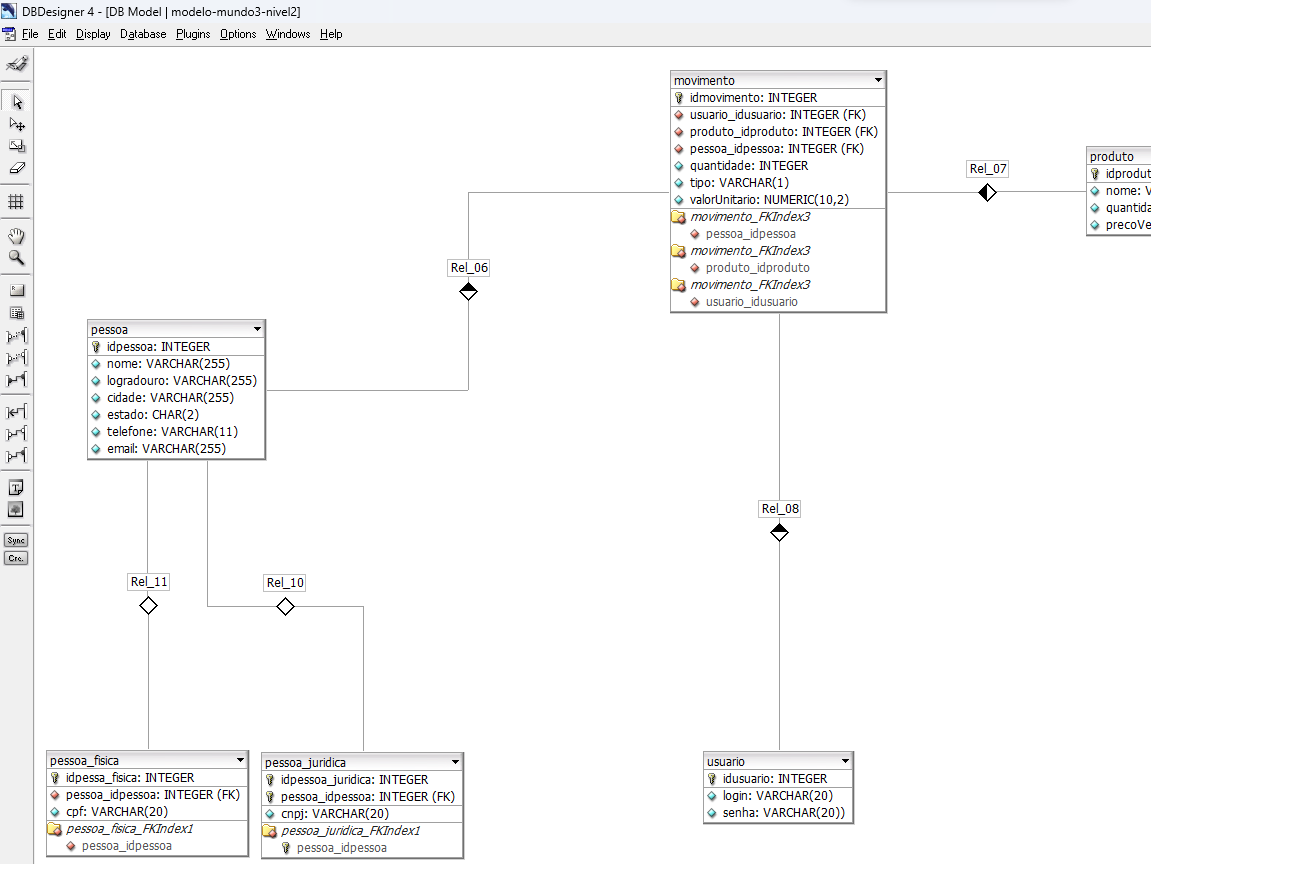 DBDesigner 4 - [DB Model | modelo-mundo3-nivel2]
File Edit Display Database Plugins Options Windows Help
movimento
idmovimento: INTEGER
usuario_idusuario: INTEGER (FK)
produto_idproduto: INTEGER (FK)
pessoa_idpessoa: INTEGER (FK)
quantidade: INTEGER
tipo: VARCHAR(1)
valorUnitario: NUMERIC(10,2)
movimento_FKIndex3
pessoa_idpessoa
movimento_FKIndex3
produto_idproduto
movimento_FKIndex3
usuario_idusuario
Rel_07
produto
idprodut
nome: V
quantida
precoVe
Rel_06
pessoa
idpessoa: INTEGER
nome: VARCHAR(255)
logradouro: VARCHAR(255)
cidade: VARCHAR(255)
estado: CHAR(2)
telefone: VARCHAR(11)
email: VARCHAR(255)
Rel_08
Rel_11
Rel_10
pessoa_fisica
idpessa_fisica: INTEGER
pessoa_idpessoa: INTEGER (FK)
cpf: VARCHAR(20)
pessoa_fisica_FKIndex1
pessoa_idpessoa
pessoa_juridica
idpessoa_juridica: INTEGER
pessoa_idpessoa: INTEGER (FK)
cnpj: VARCHAR(20)
pessoa_juridica_FKIndex1
pessoa_idpessoa
usuario
idusuario: INTEGER
login: VARCHAR(20)
senha: VARCHAR(20))
Sync
Cre.